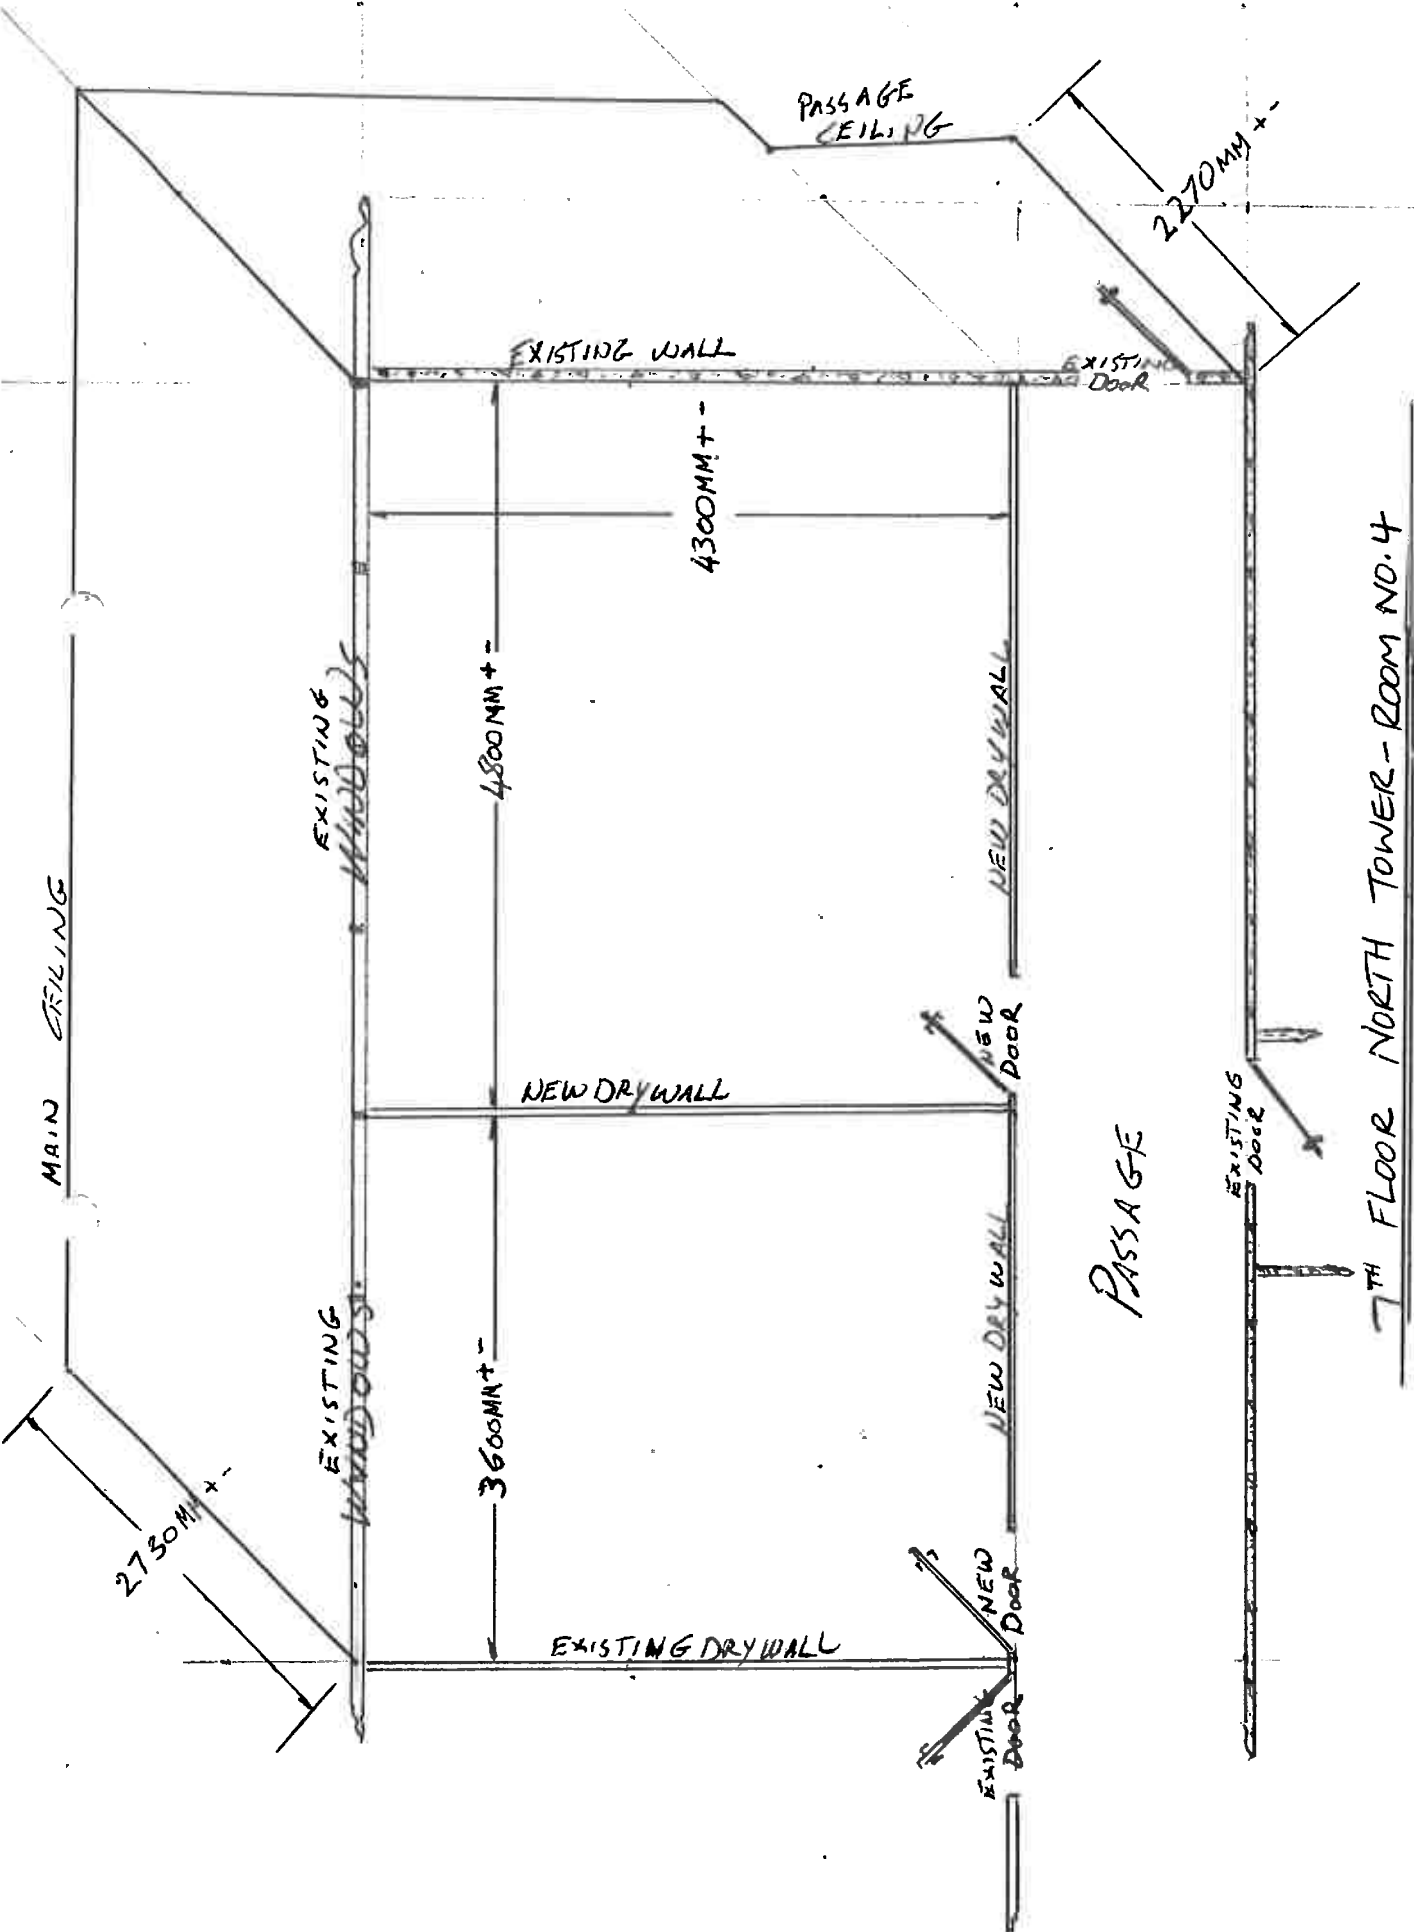 PASSAGE
CEILING
2270MM +-
EXISTING WALL
EXISTING
DOOR
4300MM + -
MAIN CEILING
EXISTING
WINDOWS
4800MM + -
NEW DRYWALL
NEW
DOOR
NEW DRYWALL
EXISTING
WINDOWS.
3600MM + -
NEW DRYWALL
PASSAGE
EXISTING
DOOR
2730MM +-
NEW
DOOR
EXISTING DRYWALL
EXISTING
DOOR
7TH FLOOR NORTH TOWER - ROOM NO. 4